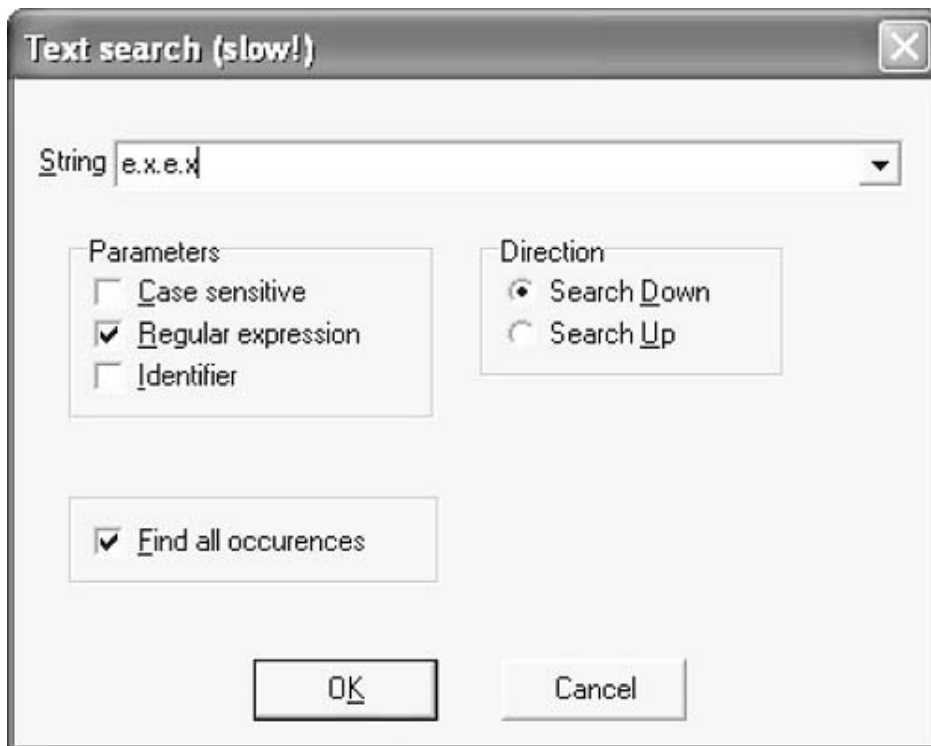 Text search (slow!)
String e.x.e.x
Parameters
Case sensitive
Regular expression
Identifier
Direction
Search Down
Search Up
Find all occurences
OK
Cancel